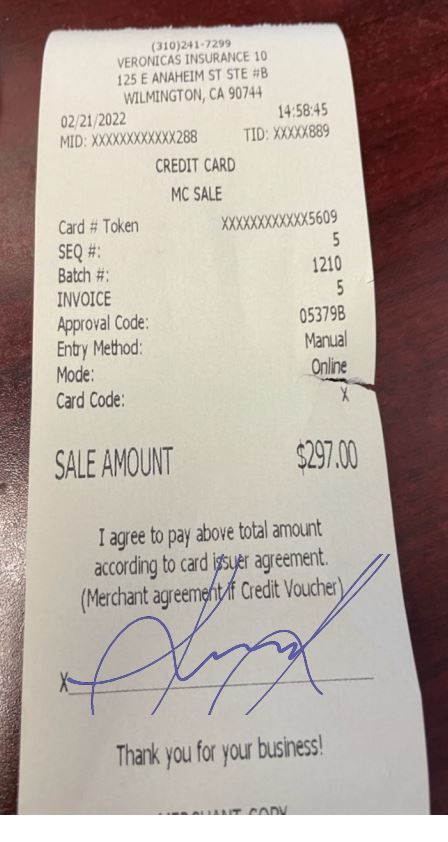 (310)241-7299
VERONICAS INSURANCE 10
125 E ANAHEIM ST STE #B
WILMINGTON, CA 90744
02/21/2022 14:58:45
MID: XXXXXXXXXXXX288 TID: XXXXX889
CREDIT CARD
MC SALE
Card # Token XXXXXXXXXXXX5609
SEQ #: 5
Batch #: 1210
INVOICE 5
Approval Code: 05379B
Entry Method: Manual
Mode: Online
Card Code: X
SALE AMOUNT $297.00
I agree to pay above total amount
according to card issuer agreement.
(Merchant agreement if Credit Voucher)
X
Thank you for your business!
MERCHANT COPY